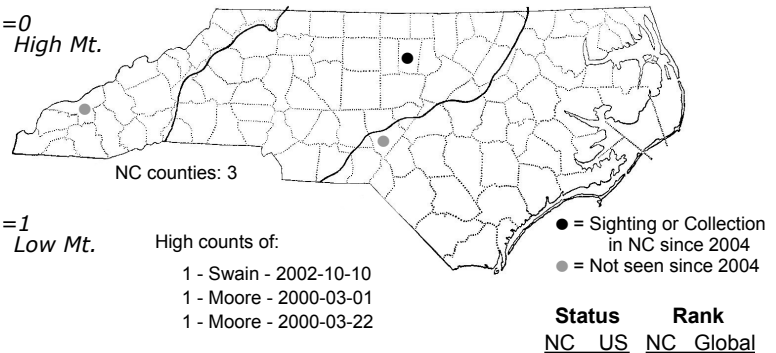 =0
High Mt.
NC counties: 3
=1
Low Mt.
High counts of:
1 - Swain - 2002-10-10
1 - Moore - 2000-03-01
1 - Moore - 2000-03-22
● = Sighting or Collection
in NC since 2004
● = Not seen since 2004
Status Rank
NC US NC Global